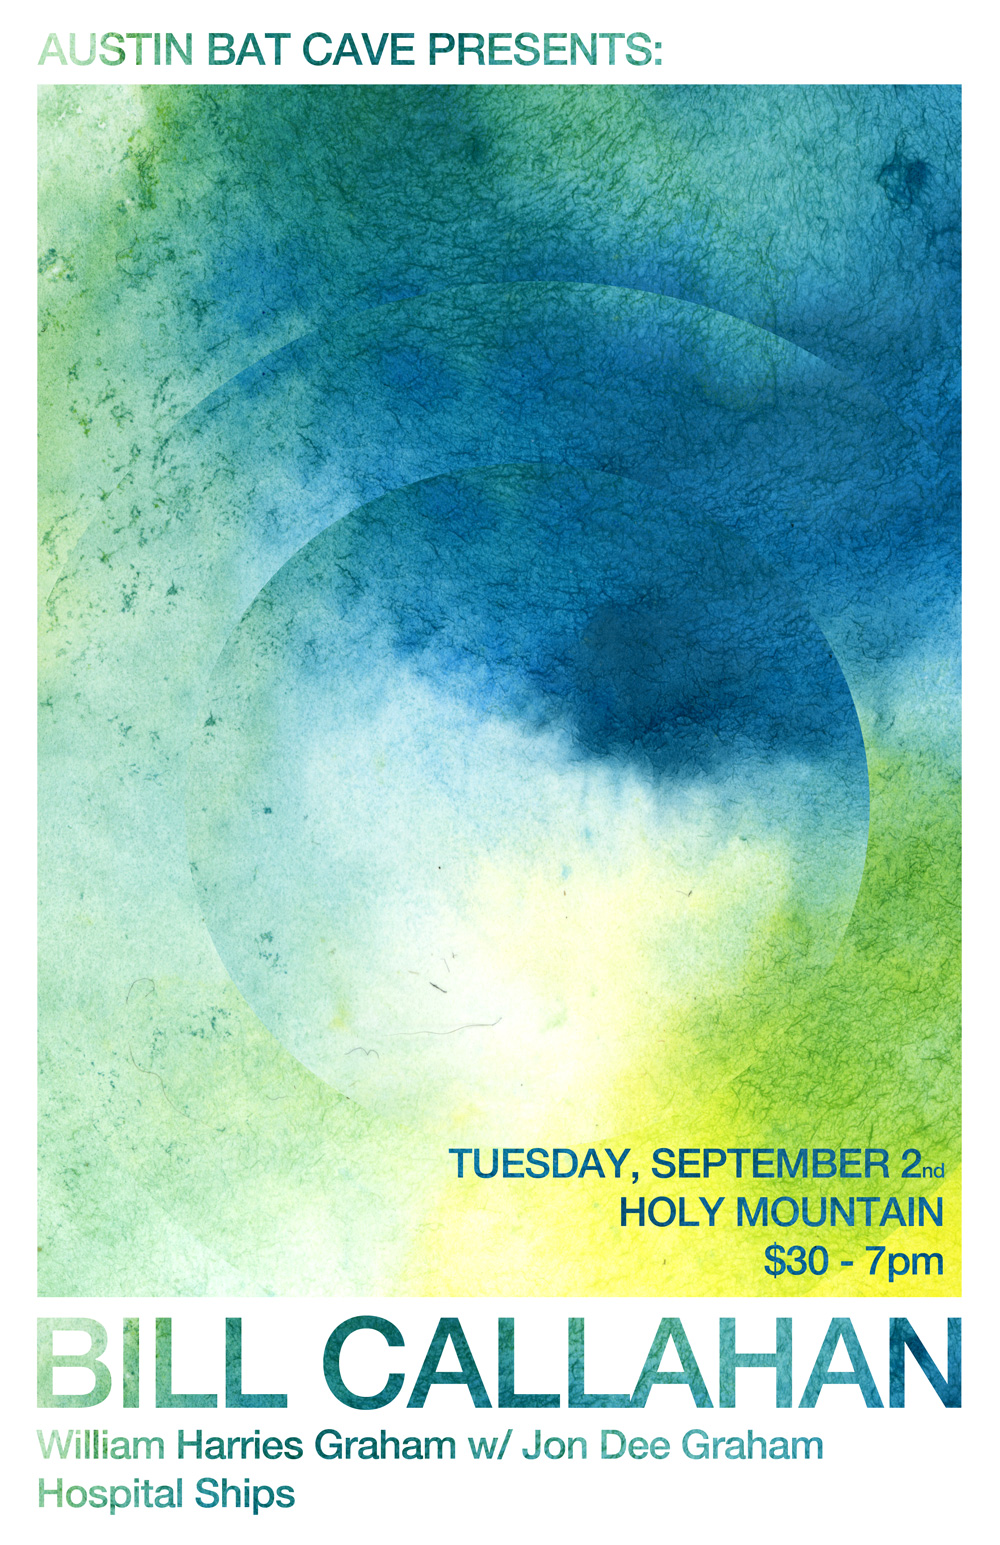 AUSTIN BAT CAVE PRESENTS:
TUESDAY, SEPTEMBER 2nd
HOLY MOUNTAIN
$30 - 7pm
BILL CALLAHAN
William Harries Graham w/ Jon Dee Graham
Hospital Ships